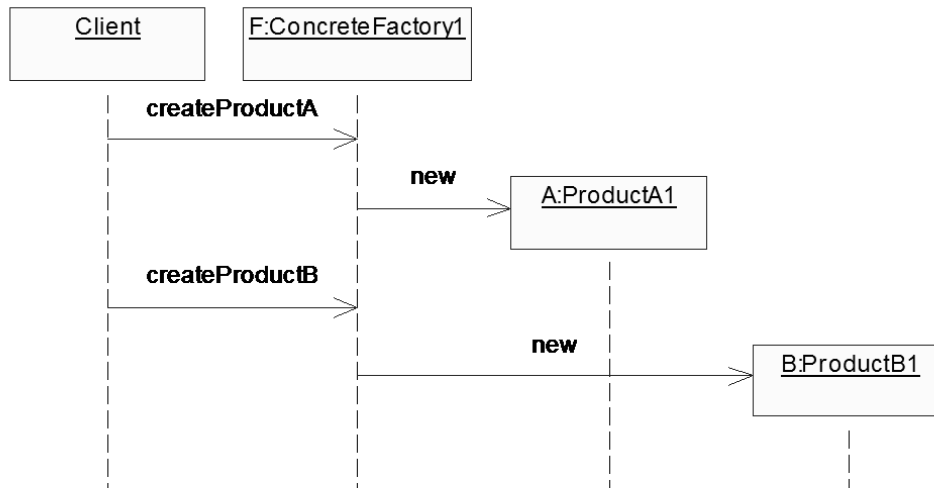 Client
F:ConcreteFactory1
createProductA
new
A:ProductA1
createProductB
new
B:ProductB1